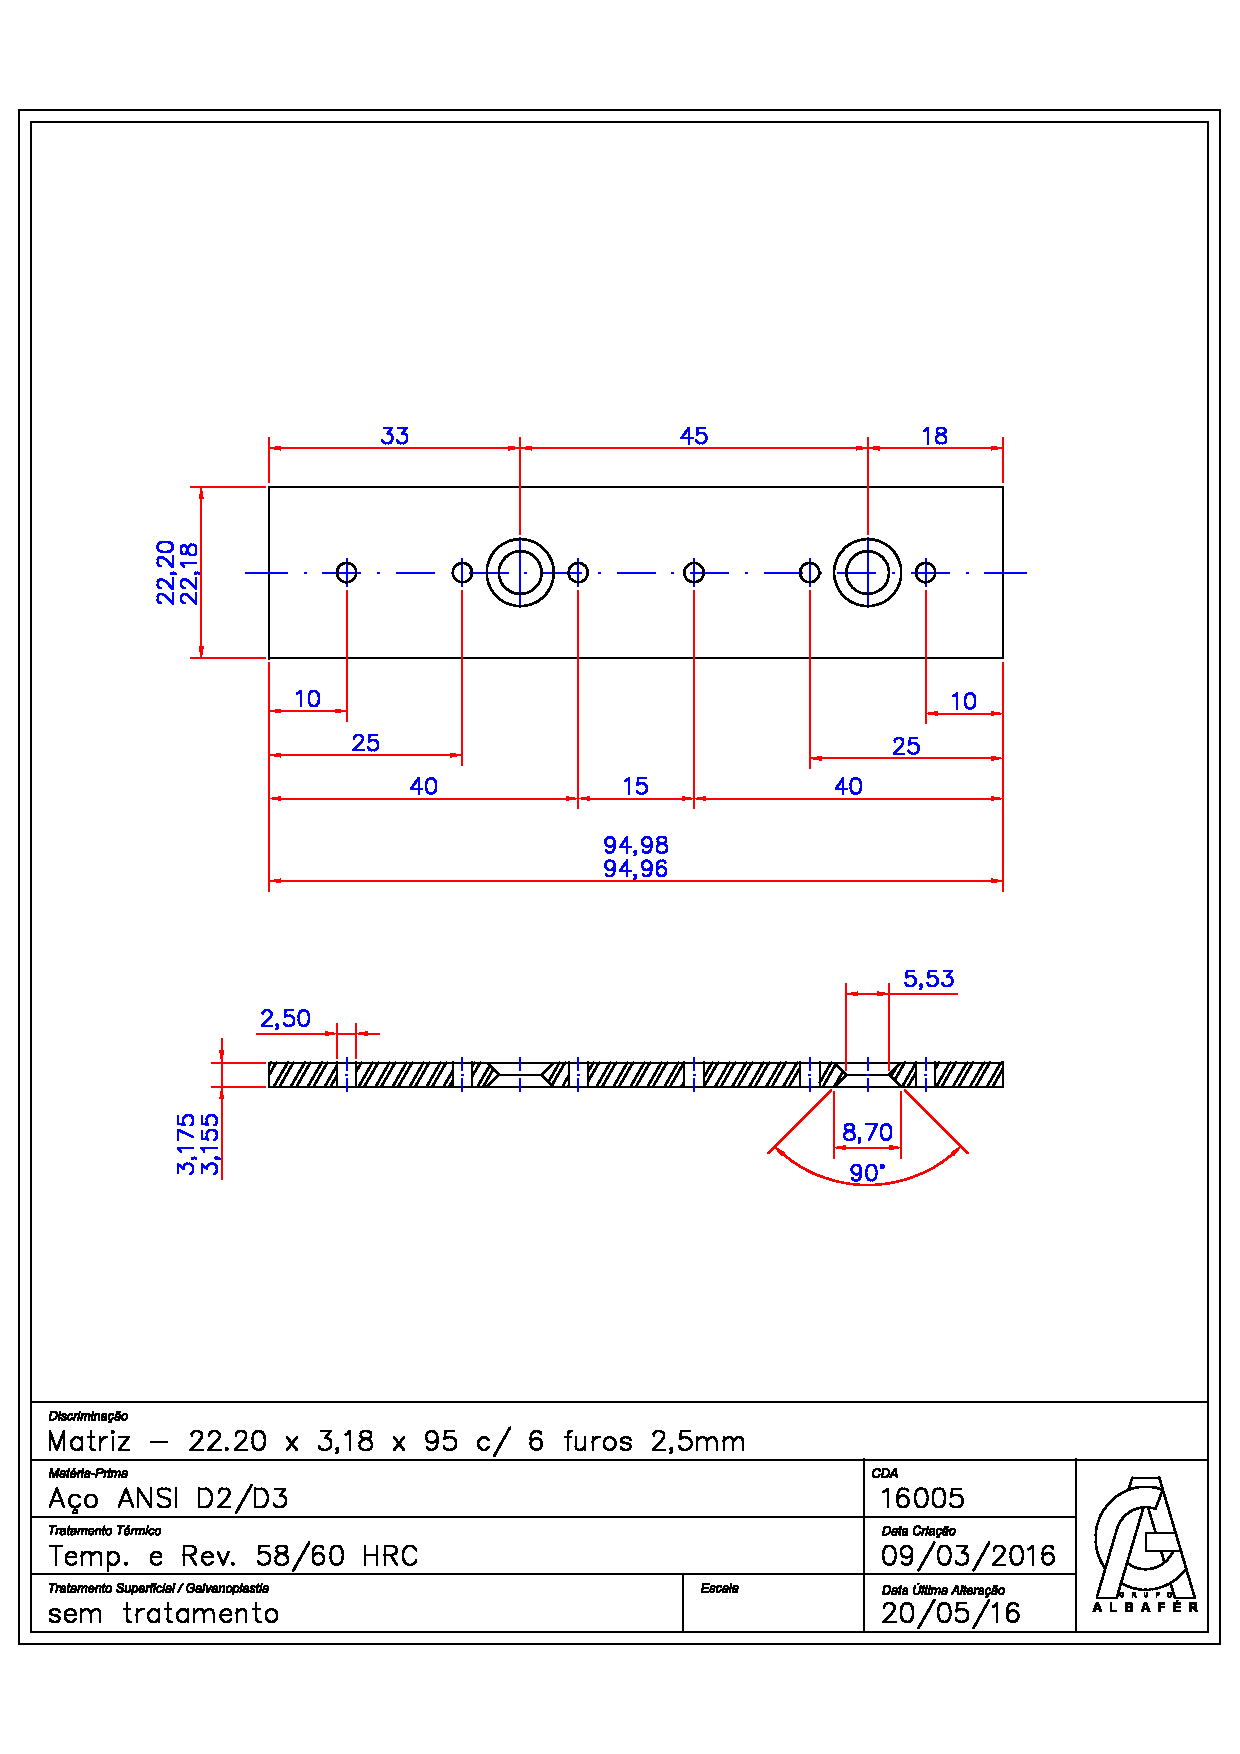 33
45
18
22,20
22,18
10
10
25
25
40
15
40
94,98
94,96
5,53
2,50
3,175
3,155
8,70
90°
Discriminação
Matriz - 22.20 x 3,18 x 95 c/ 6 furos 2,5mm
Matéria-Prima
Aço ANSI D2/D3
CDA
16005
Tratamento Térmico
Temp. e Rev. 58/60 HRC
Data Criação
09/03/2016
Tratamento Superficial / Galvanoplastia
sem tratamento
Escala
Data Última Alteração
20/05/16
GRUPO
ALBAFÉR